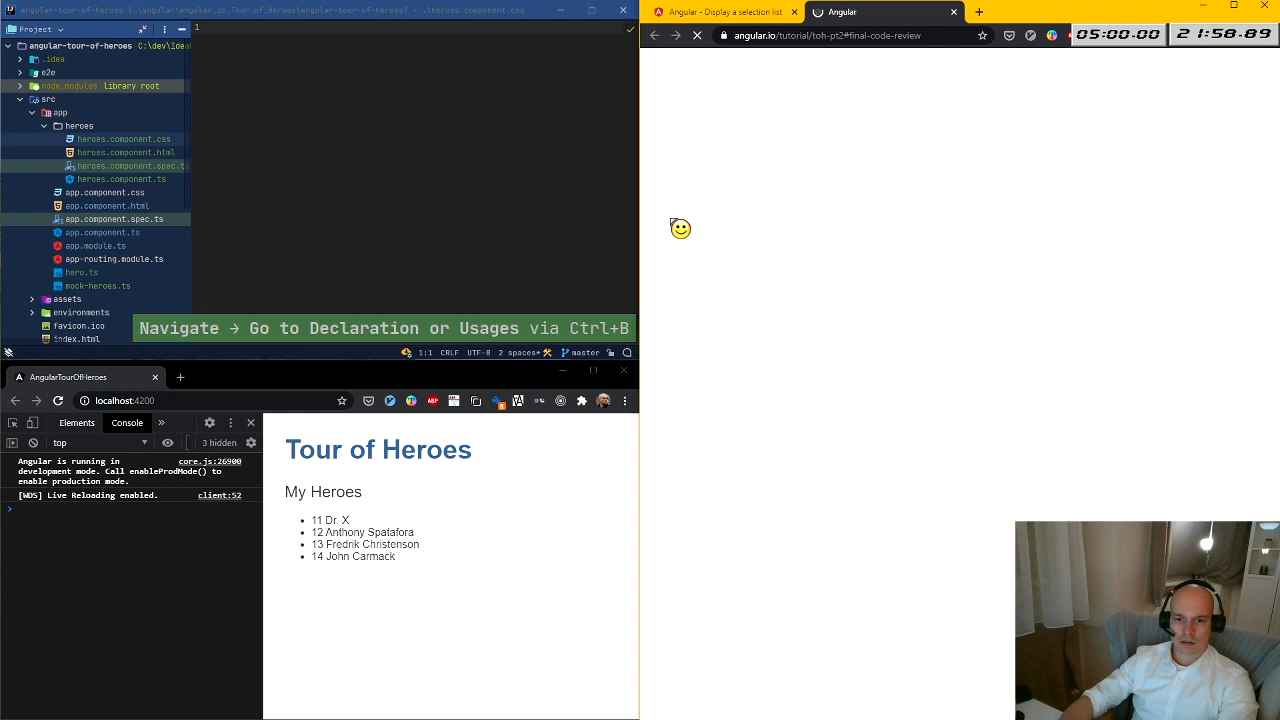 angular-tour-of-heroes [..\angular\angular_io_Tour_of_Heroes\angular-tour-of-heroes] - ..\heroes.component.css
Project
angular-tour-of-heroes C:\dev\Idea
.idea
e2e
node_modules library root
src
app
heroes
heroes.component.css
heroes.component.html
heroes.component.spec.ts
heroes.component.ts
app.component.css
app.component.html
app.component.spec.ts
app.component.ts
app.module.ts
app-routing.module.ts
hero.ts
mock-heroes.ts
assets
environments
favicon.ico
index.html
1
Navigate → Go to Declaration or Usages via Ctrl+B
1:1 CRLF UTF-8 2 spaces* master
AngularTourOfHeroes
localhost:4200
ABP
Elements Console »
top 3 hidden
Angular is running in core.js:26900
development mode. Call enableProdMode() to
enable production mode.
[WDS] Live Reloading enabled. client:52
Tour of Heroes
My Heroes
11 Dr. X
12 Anthony Spatafora
13 Fredrik Christenson
14 John Carmack
Angular - Display a selection list
Angular
angular.io/tutorial/toh-pt2#final-code-review
05:00.00
21:58.89